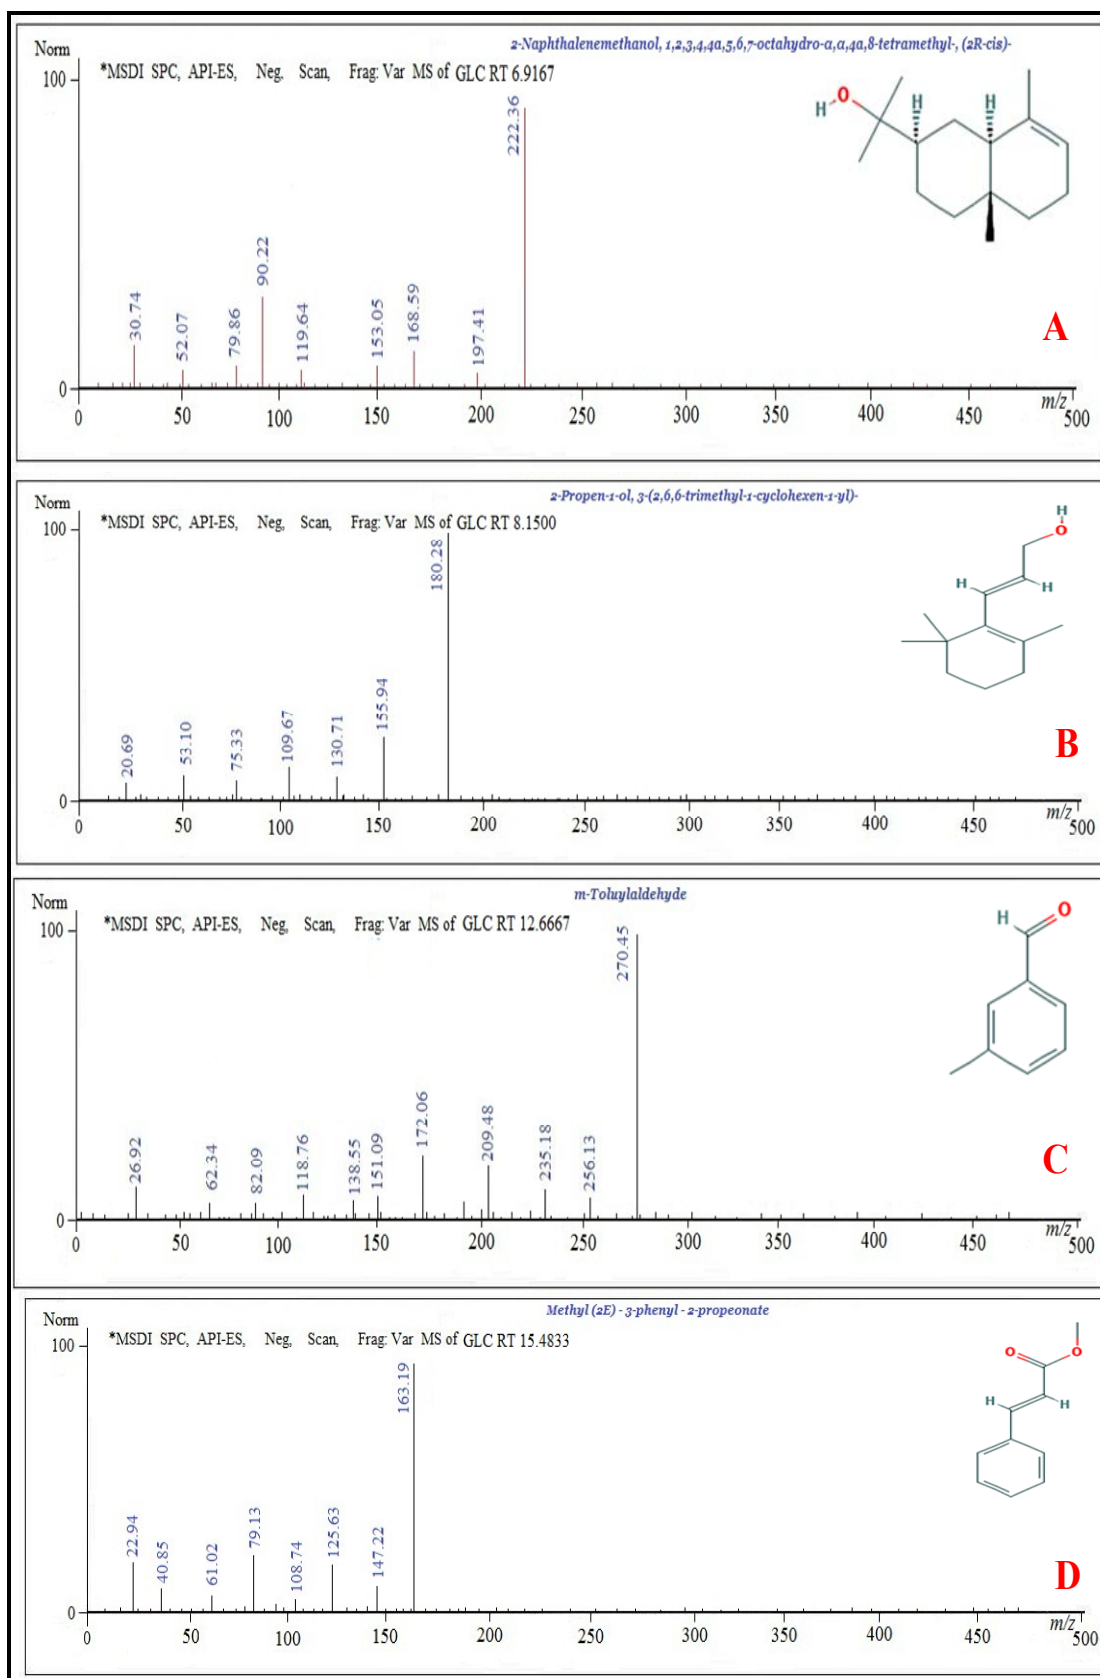 2-Naphthalenemethanol, 1,2,3,4,4a,5,6,7-octahydro-α,α,4a,8-tetramethyl-, (2R-cis)-
Norm
*MSDI SPC, API-ES, Neg, Scan, Frag: Var MS of GLC RT 6.9167
100
222.36
90.22
30.74
52.07
79.86
119.64
153.05
168.59
197.41
H O
H H
A
0
0 50 100 150 200 250 300 350 400 450 m/z 500
2-Propen-1-ol, 3-(2,6,6-trimethyl-1-cyclohexen-1-yl)-
Norm
*MSDI SPC, API-ES, Neg, Scan, Frag: Var MS of GLC RT 8.1500
100
180.28
155.94
20.69
53.10
75.33
109.67
130.71
H
O
H H
B
0
0 50 100 150 200 250 300 350 400 450 m/z 500
m-Toluylaldehyde
Norm
*MSDI SPC, API-ES, Neg, Scan, Frag: Var MS of GLC RT 12.6667
100
270.45
26.92
62.34
82.09
118.76
138.55
151.09
172.06
209.48
235.18
256.13
H O
C
0
0 50 100 150 200 250 300 350 400 450 m/z 500
Methyl (2E) - 3-phenyl - 2-propeonate
Norm
*MSDI SPC, API-ES, Neg, Scan, Frag: Var MS of GLC RT 15.4833
100
163.19
22.94
40.85
61.02
79.13
108.74
125.63
147.22
O O
H H
D
0
0 50 100 150 200 250 300 350 400 450 m/z 500